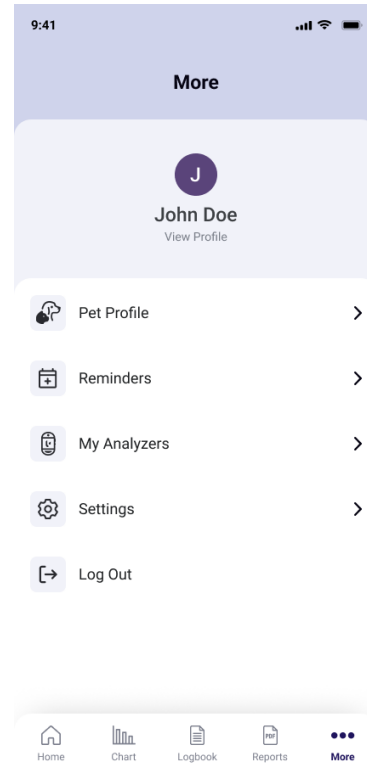 9:41
More
J
John Doe
View Profile
Pet Profile
Reminders
My Analyzers
Settings
Log Out
PDF
Home Chart Logbook Reports More